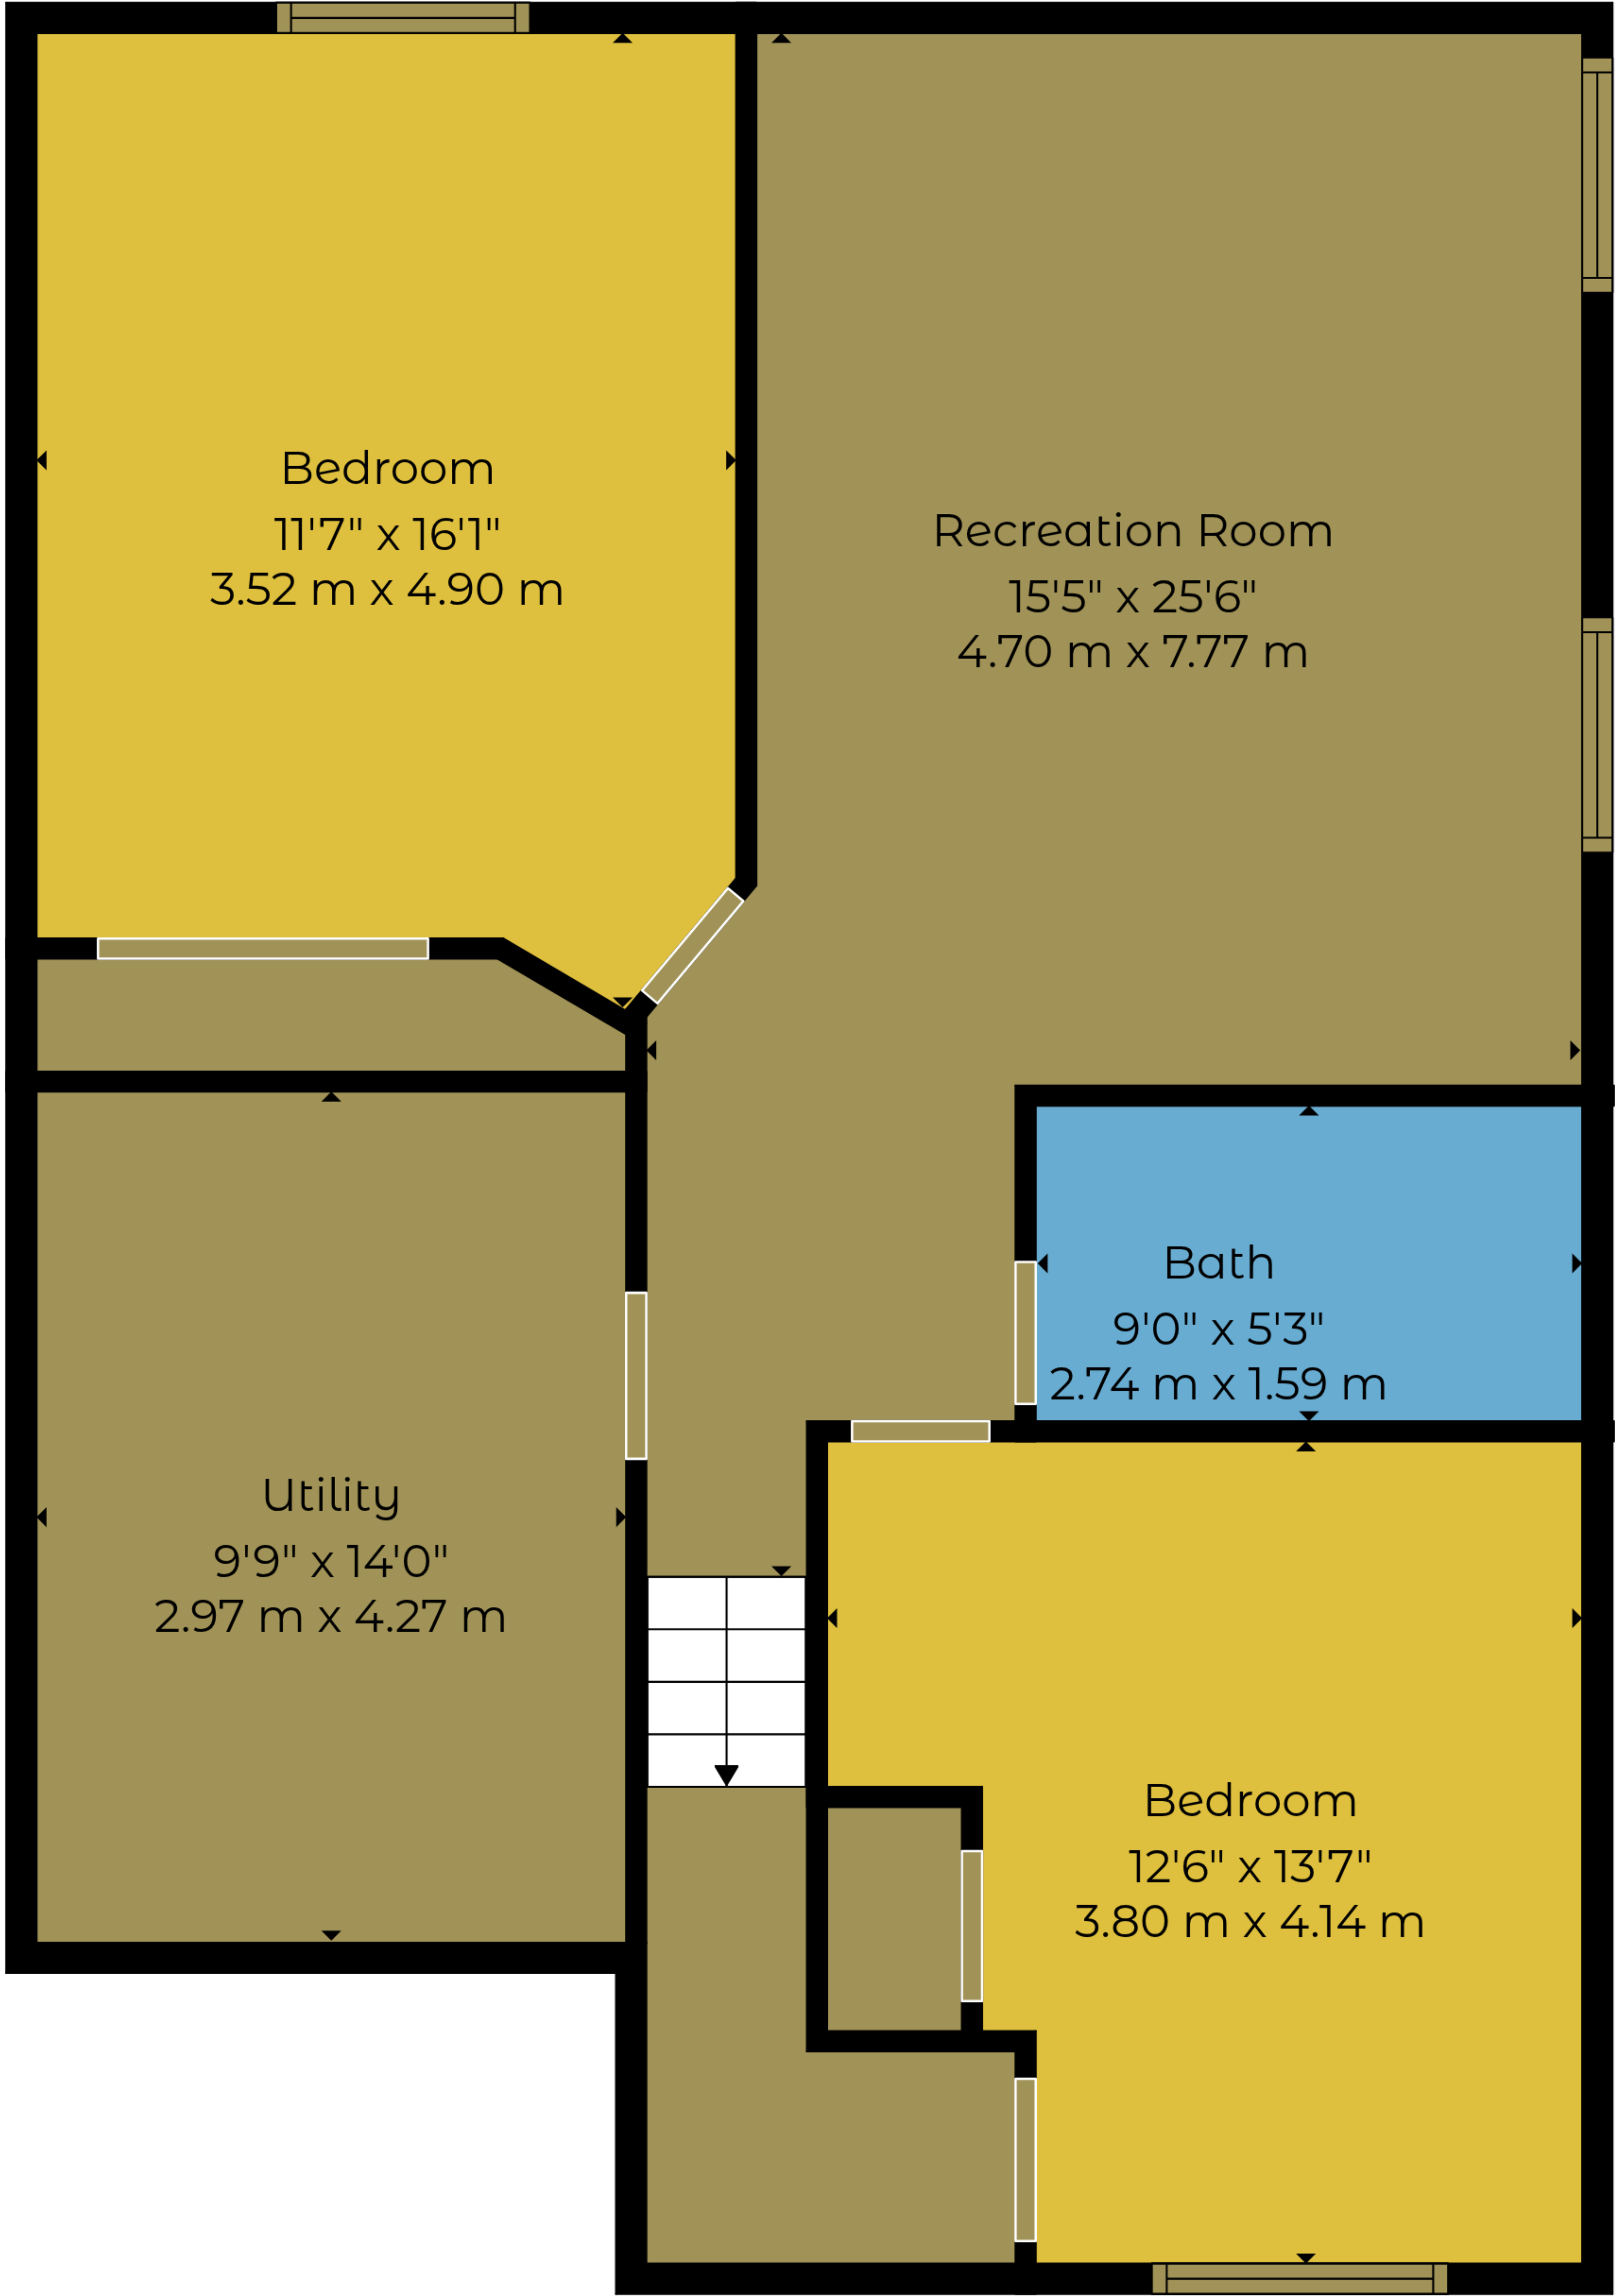 Bedroom
11'7" x 16'1"
3.52 m x 4.90 m
Recreation Room
15'5" x 25'6"
4.70 m x 7.77 m
Bath
9'0" x 5'3"
2.74 m x 1.59 m
Utility
9'9" x 14'0"
2.97 m x 4.27 m
Bedroom
12'6" x 13'7"
3.80 m x 4.14 m